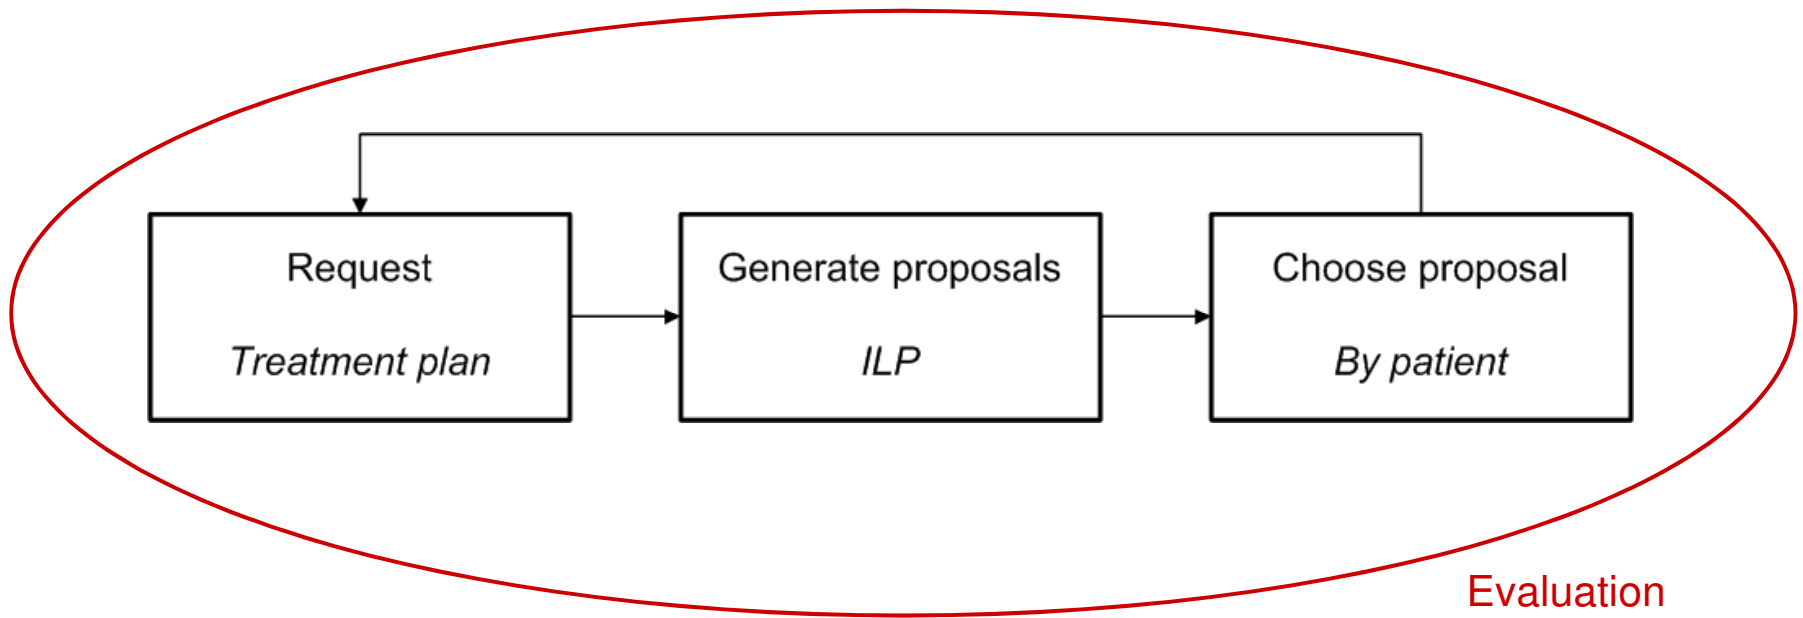 Request
Treatment plan
Generate proposals
ILP
Choose proposal
By patient
Evaluation